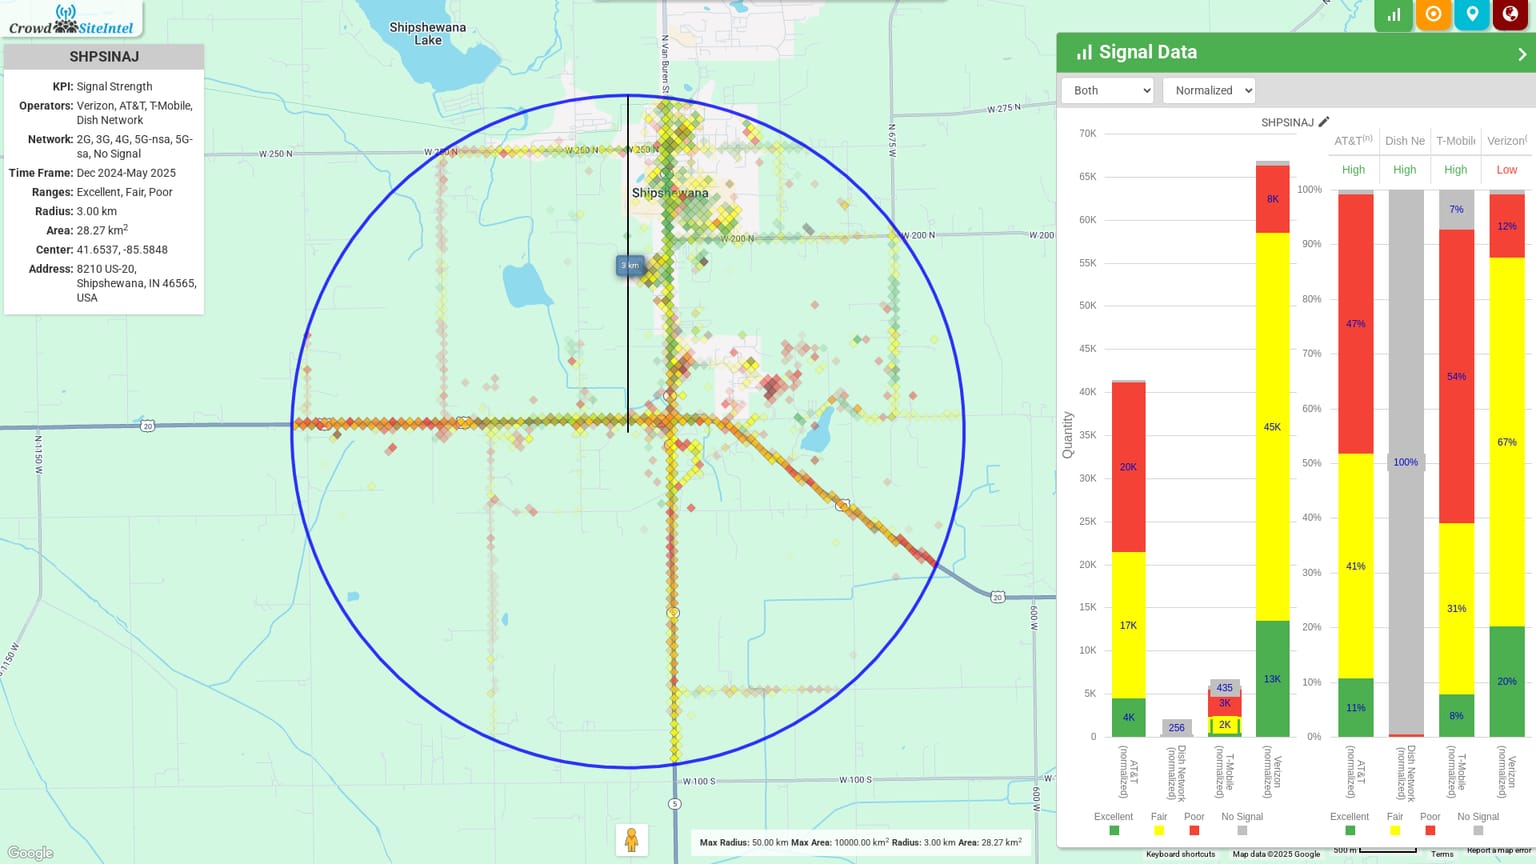 Crowd SiteIntel
SHPSINAJ
KPI: Signal Strength
Operators: Verizon, AT&T, T-Mobile,
Dish Network
Network: 2G, 3G, 4G, 5G-nsa, 5G-
sa, No Signal
Time Frame: Dec 2024-May 2025
Ranges: Excellent, Fair, Poor
Radius: 3.00 km
Area: 28.27 km2
Center: 41.6537, -85.5848
Address: 8210 US-20,
Shipshewana, IN 46565,
USA
Shipshewana
Lake
N Van Buren St
W 275 N
N 675 W
W 250 N
W 250 N
W 250 N
W 250 N
Shipshewana
W 200 N
W 200 N
W 200
3 km
20
N 1150 W
20
600 W
5
5
W 100 S
W 100 S
W 1
600 W
N 1150 W
Google
Max Radius: 50.00 km Max Area: 10000.00 km2 Radius: 3.00 km Area: 28.27 km2
Signal Data
Both
Normalized
SHPSINAJ
70K
65K
60K
55K
50K
45K
40K
35K
30K
25K
20K
15K
10K
5K
0
Quantity
20K
17K
4K
256
435
3K
2K
8K
45K
13K
AT&T
(normalized)
Dish Network
(normalized)
T-Mobile
(normalized)
Verizon
(normalized)
Excellent
Fair
Poor
No Signal
AT&T(n)
Dish Ne
T-Mobile
Verizon(
High
High
High
Low
100%
90%
80%
70%
60%
50%
40%
30%
20%
10%
0%
47%
41%
11%
100%
7%
54%
31%
8%
12%
67%
20%
AT&T
(normalized)
Dish Network
(normalized)
T-Mobile
(normalized)
Verizon
(normalized)
Excellent
Fair
Poor
No Signal
Keyboard shortcuts
Map data ©2025 Google
500 m
Terms
Report a map error